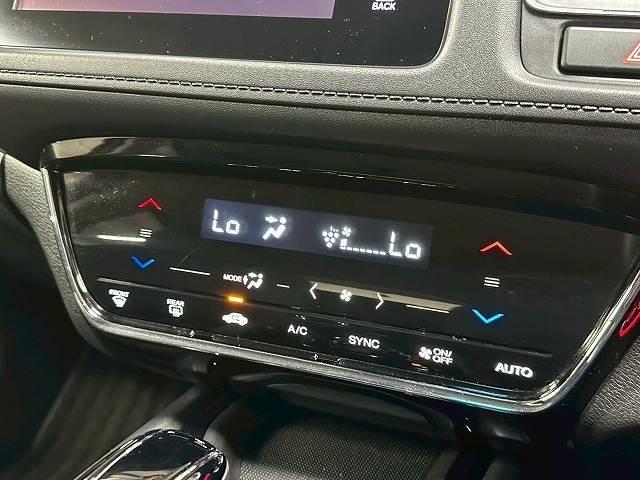 BACK
Lo Lo
MODE
FRONT REAR A/C SYNC ON/OFF AUTO